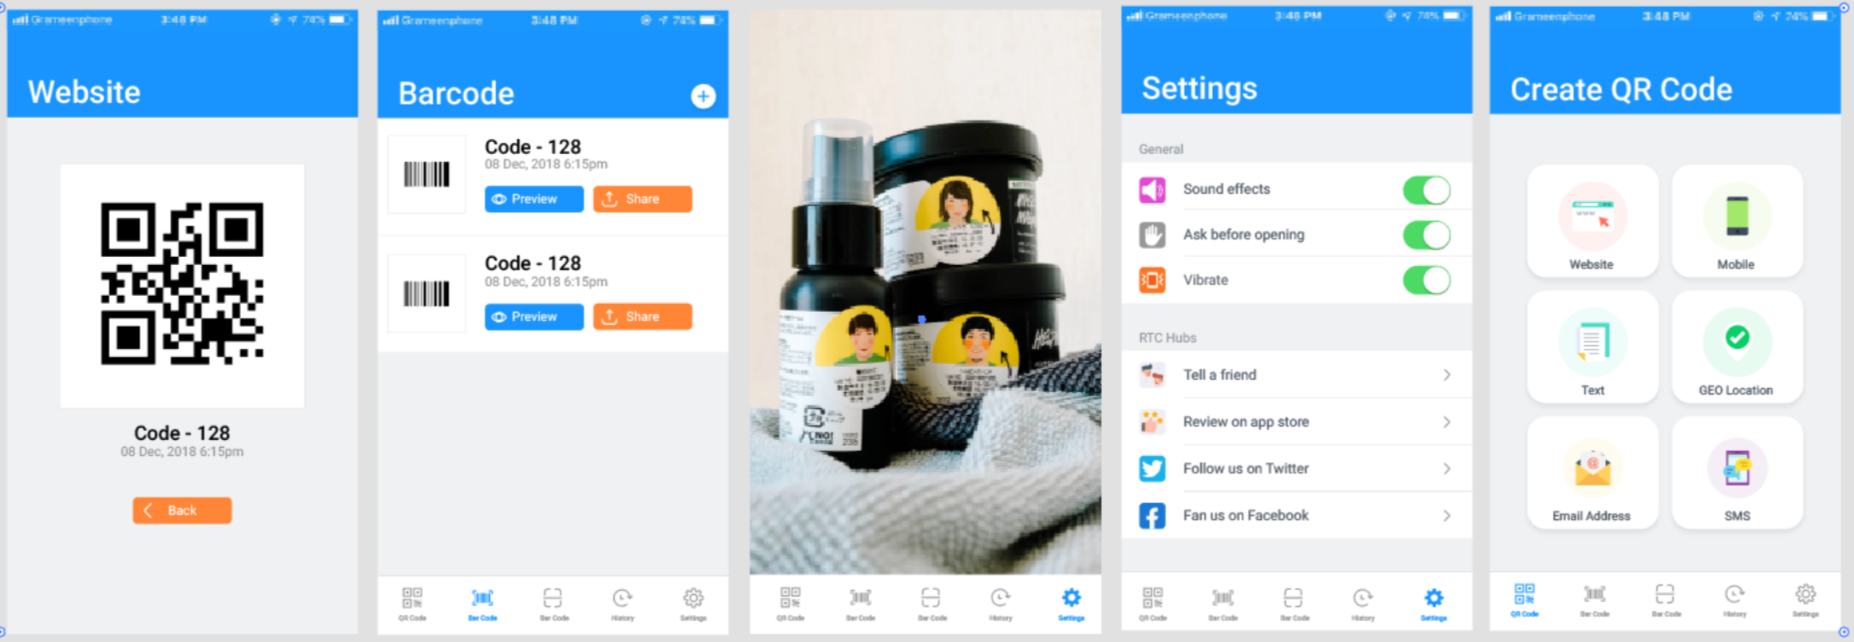 Grameenphone 3:48 PM 74%
Website
Code - 128
08 Dec, 2018 6:15pm
Back
Grameenphone 3:48 PM 74%
Barcode
Code - 128
08 Dec, 2018 6:15pm
Preview Share
Code - 128
08 Dec, 2018 6:15pm
Preview Share
QR Code Bar Code Bar Code History Settings
QR Code Bar Code Bar Code History Settings
Grameenphone 3:48 PM 74%
Settings
General
Sound effects
Ask before opening
Vibrate
RTC Hubs
Tell a friend
Review on app store
Follow us on Twitter
Fan us on Facebook
QR Code Bar Code Bar Code History Settings
Grameenphone 3:48 PM 74%
Create QR Code
Website Mobile
Text GEO Location
Email Address SMS
QR Code Bar Code Bar Code History Settings